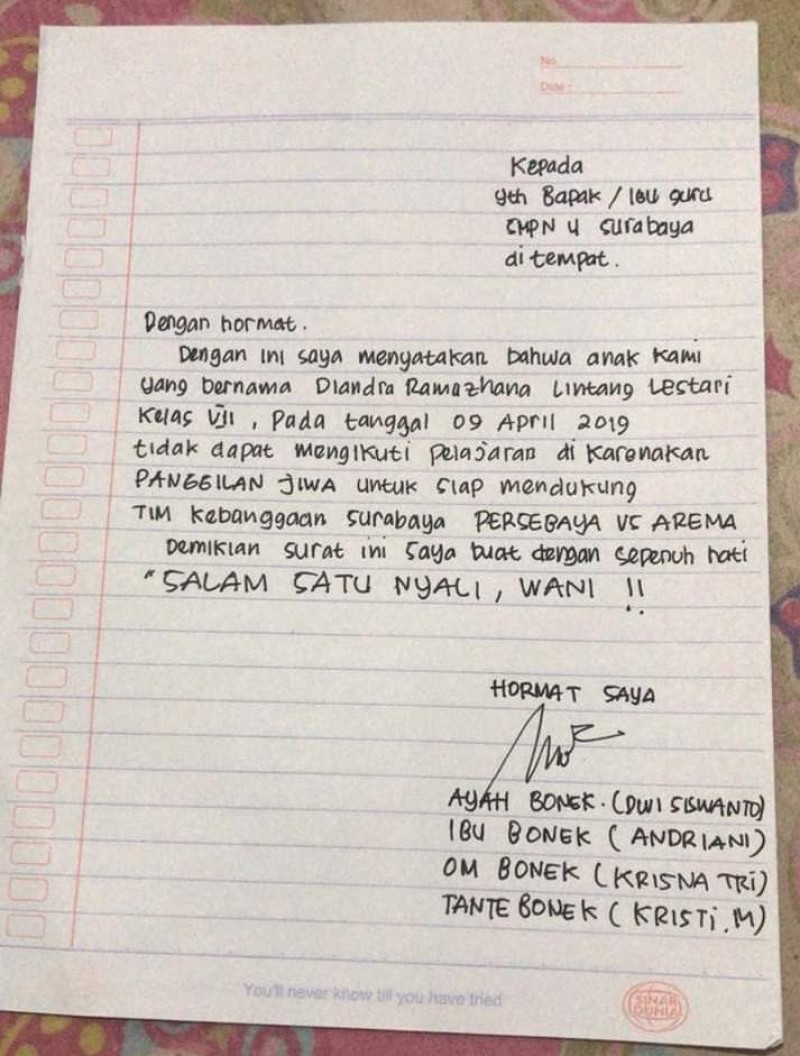 No.
Date :
Kepada
Yth Bapak / Ibu guru
SMPN 4 Surabaya
di tempat.
Dengan hormat.
Dengan ini saya menyatakan bahwa anak kami
yang bernama Diandra Ramazhana Lintang Lestari
Kelas VII, Pada tanggal 09 April 2019
tidak dapat mengikuti pelajaran di karenakan
PANGGILAN JIWA untuk siap mendukung
TIM kebanggaan surabaya PERSEBAYA VS AREMA
Demikian surat ini saya buat dengan sepenuh hati
"SALAM SATU NYALI, WANI !!
HORMAT SAYA
AYAH BONEK. (DWI SISWANTO)
IBU BONEK (ANDRIANI)
OM BONEK (KRISNA TRI)
TANTE BONEK (KRISTI.M)
You'll never know till you have tried
SINAR DUNIA